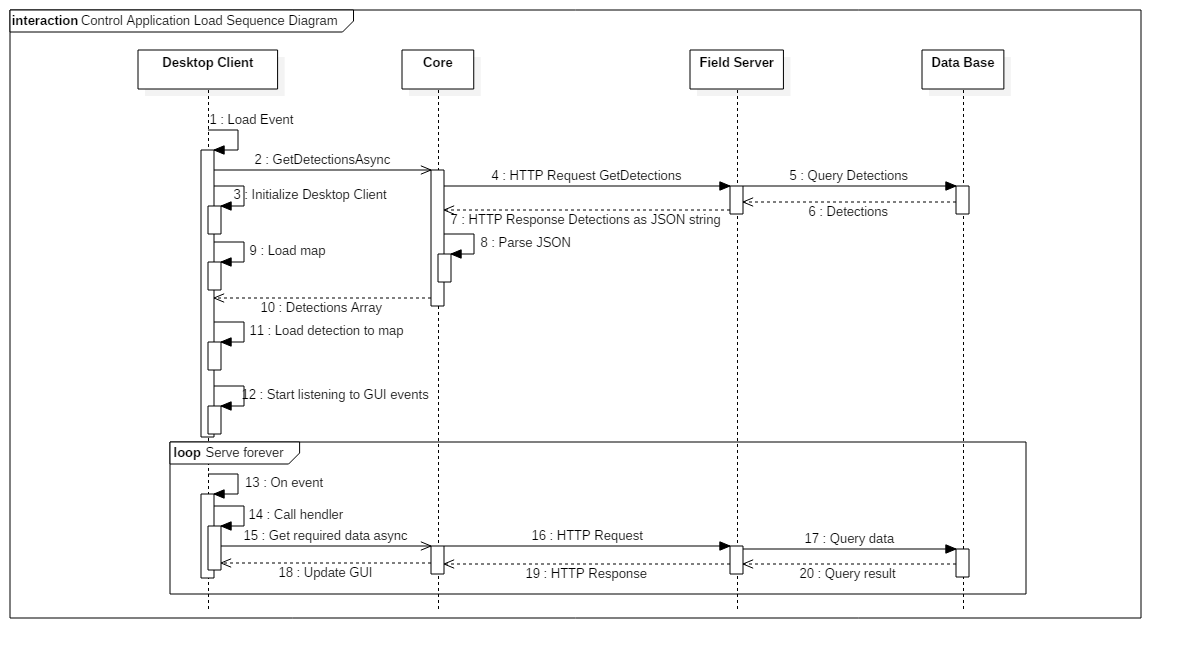 interaction Control Application Load Sequence Diagram
Desktop Client
Core
Field Server
Data Base
1 : Load Event
2 : GetDetectionsAsync
4 : HTTP Request GetDetections
5 : Query Detections
3 : Initialize Desktop Client
6 : Detections
7 : HTTP Response Detections as JSON string
8 : Parse JSON
9 : Load map
10 : Detections Array
11 : Load detection to map
12 : Start listening to GUI events
loop Serve forever
13 : On event
14 : Call hendler
15 : Get required data async
16 : HTTP Request
17 : Query data
18 : Update GUI
19 : HTTP Response
20 : Query result